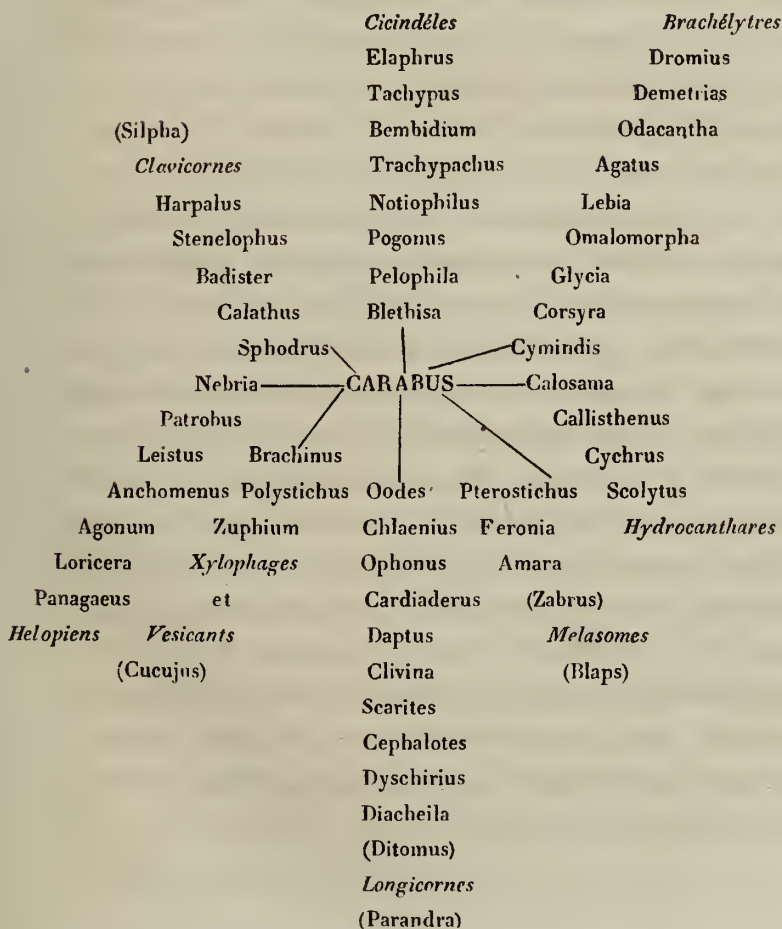 Cicindéles Brachélytres
Elaphrus Dromius
Tachypus Demetrias
(Silpha) Bembidium Odacantha
Clavicornes Trachypachus Agatus
Harpalus Notiophilus Lebia
Stenelophus Pogonus Omalomorpha
Badister Pelophila Glycia
Calathus Blethisa Corsyra
Sphodrus Cymindis
Nebria CARABUS Calosama
Patrobus Callisthenus
Leistus Brachinus Cychrus
Anchomenus Polystichus Oodes Pterostichus Scolytus
Agonum Zuphium Chlaenius Feronia Hydrocanthares
Loricera Xylophages Ophonus Amara
Panagaeus et Cardiaderus (Zabrus)
Helopiens Vesicants Daptus Melasomes
(Cucujus) Clivina (Blaps)
Scarites
Cephalotes
Dyschirius
Diacheila
(Ditomus)
Longicornes
(Parandra)